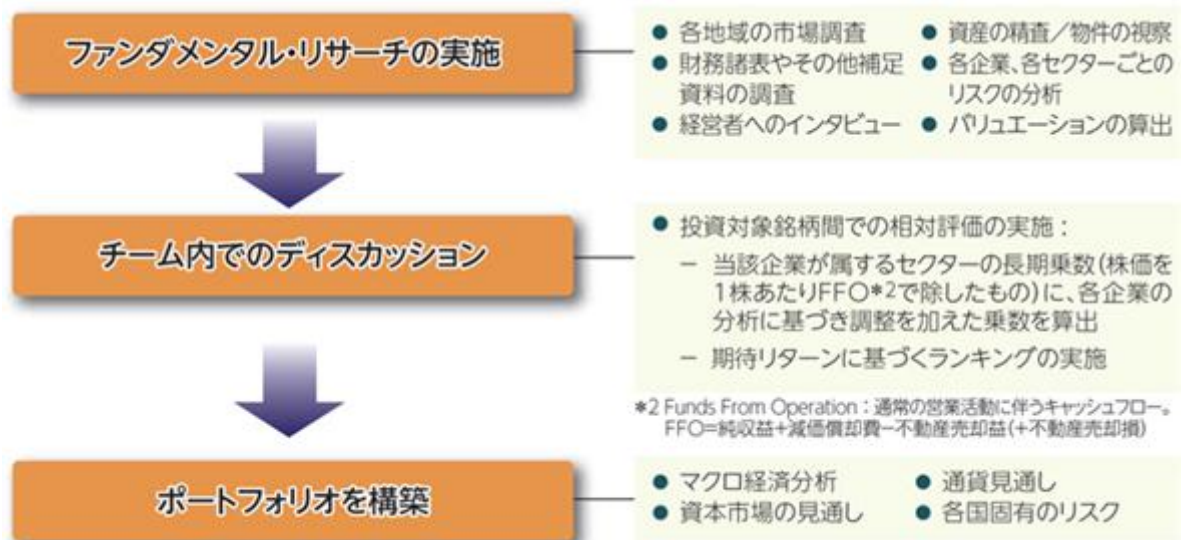 ファンダメンタル・リサーチの実施
● 各地域の市場調査
● 財務諸表やその他補足
資料の調査
● 経営者へのインタビュー
● 資産の精査／物件の視察
● 各企業、各セクターごとの
リスクの分析
● バリュエーションの算出
チーム内でのディスカッション
● 投資対象銘柄間での相対評価の実施：
－ 当該企業が属するセクターの長期乗数(株価を
1株あたりFFO*2で除したもの)に、各企業の
分析に基づき調整を加えた乗数を算出
－ 期待リターンに基づくランキングの実施
*2 Funds From Operation：通常の営業活動に伴うキャッシュフロー。
FFO=純収益+減価償却費−不動産売却益(+不動産売却損)
ポートフォリオを構築
● マクロ経済分析
● 資本市場の見通し
● 通貨見通し
● 各国固有のリスク